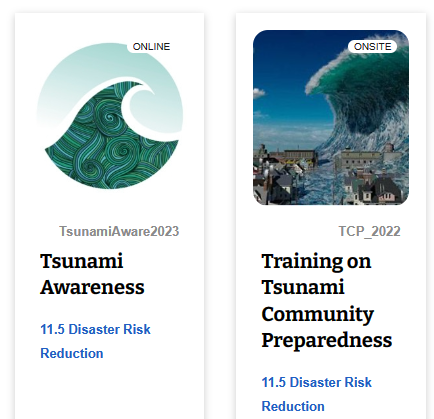 ONLINE
TsunamiAware2023
Tsunami
Awareness
11.5 Disaster Risk
Reduction
ONSITE
TCP_2022
Training on
Tsunami
Community
Preparedness
11.5 Disaster Risk
Reduction